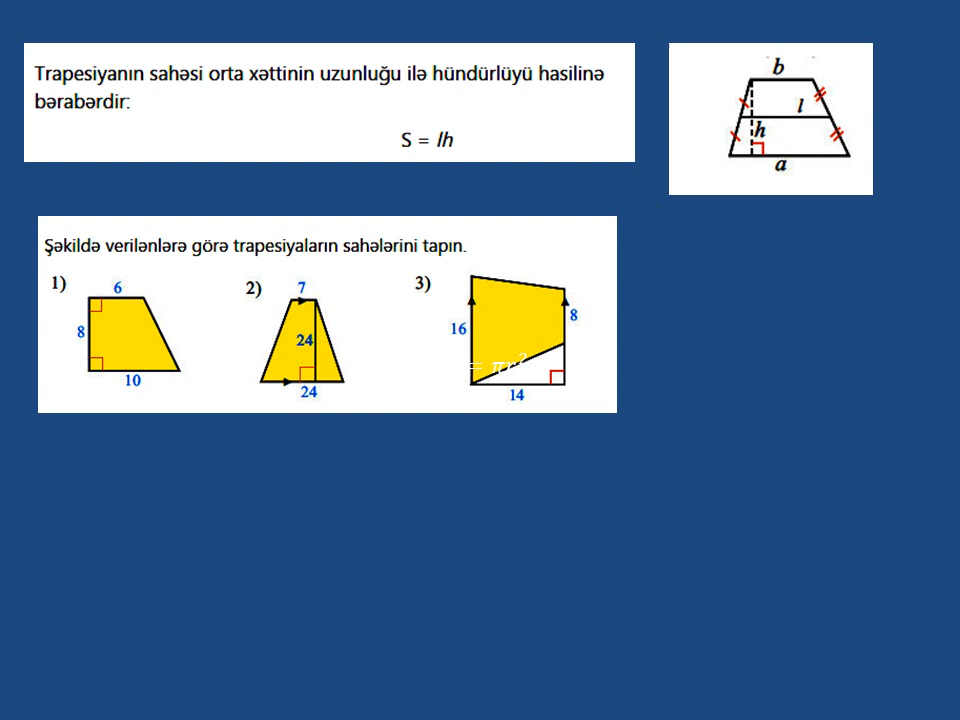 Trapesiyanın sahəsi orta xəttinin uzunluğu ilə hündürlüyü hasilinə
bərabərdir:
S = lh
b
l
h
a
Şəkildə verilənlərə görə trapesiyaların sahələrini tapın.
1)
6
8
10
2)
7
24
24
3)
16
8
= πr²
14